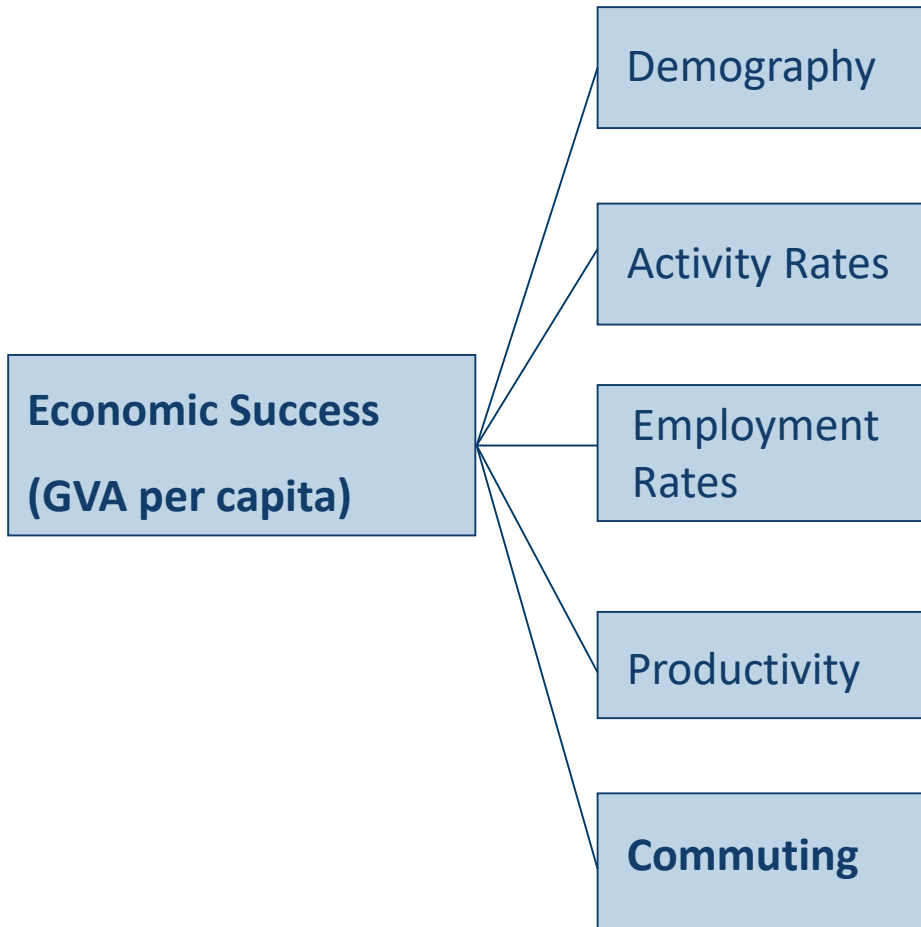 Demography
Activity Rates
Economic Success
(GVA per capita)
Employment
Rates
Productivity
Commuting